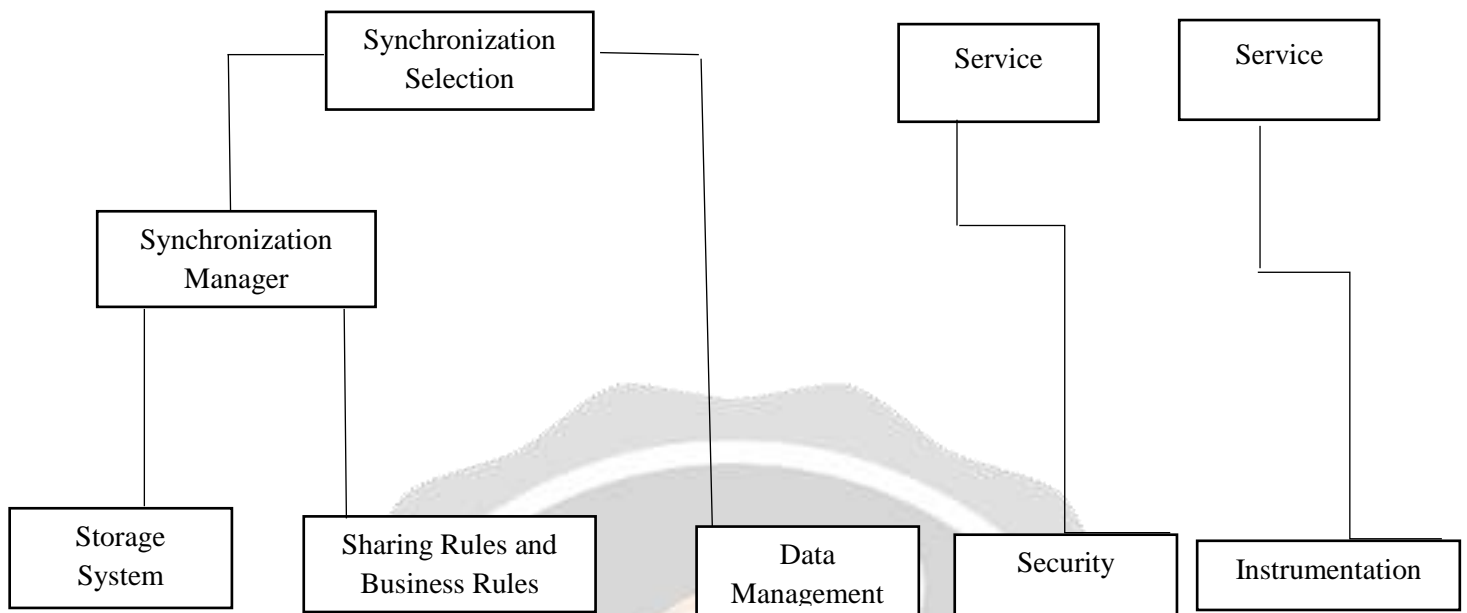 Synchronization
Selection
Service
Service
Synchronization
Manager
Storage
System
Sharing Rules and
Business Rules
Data
Management
Security
Instrumentation